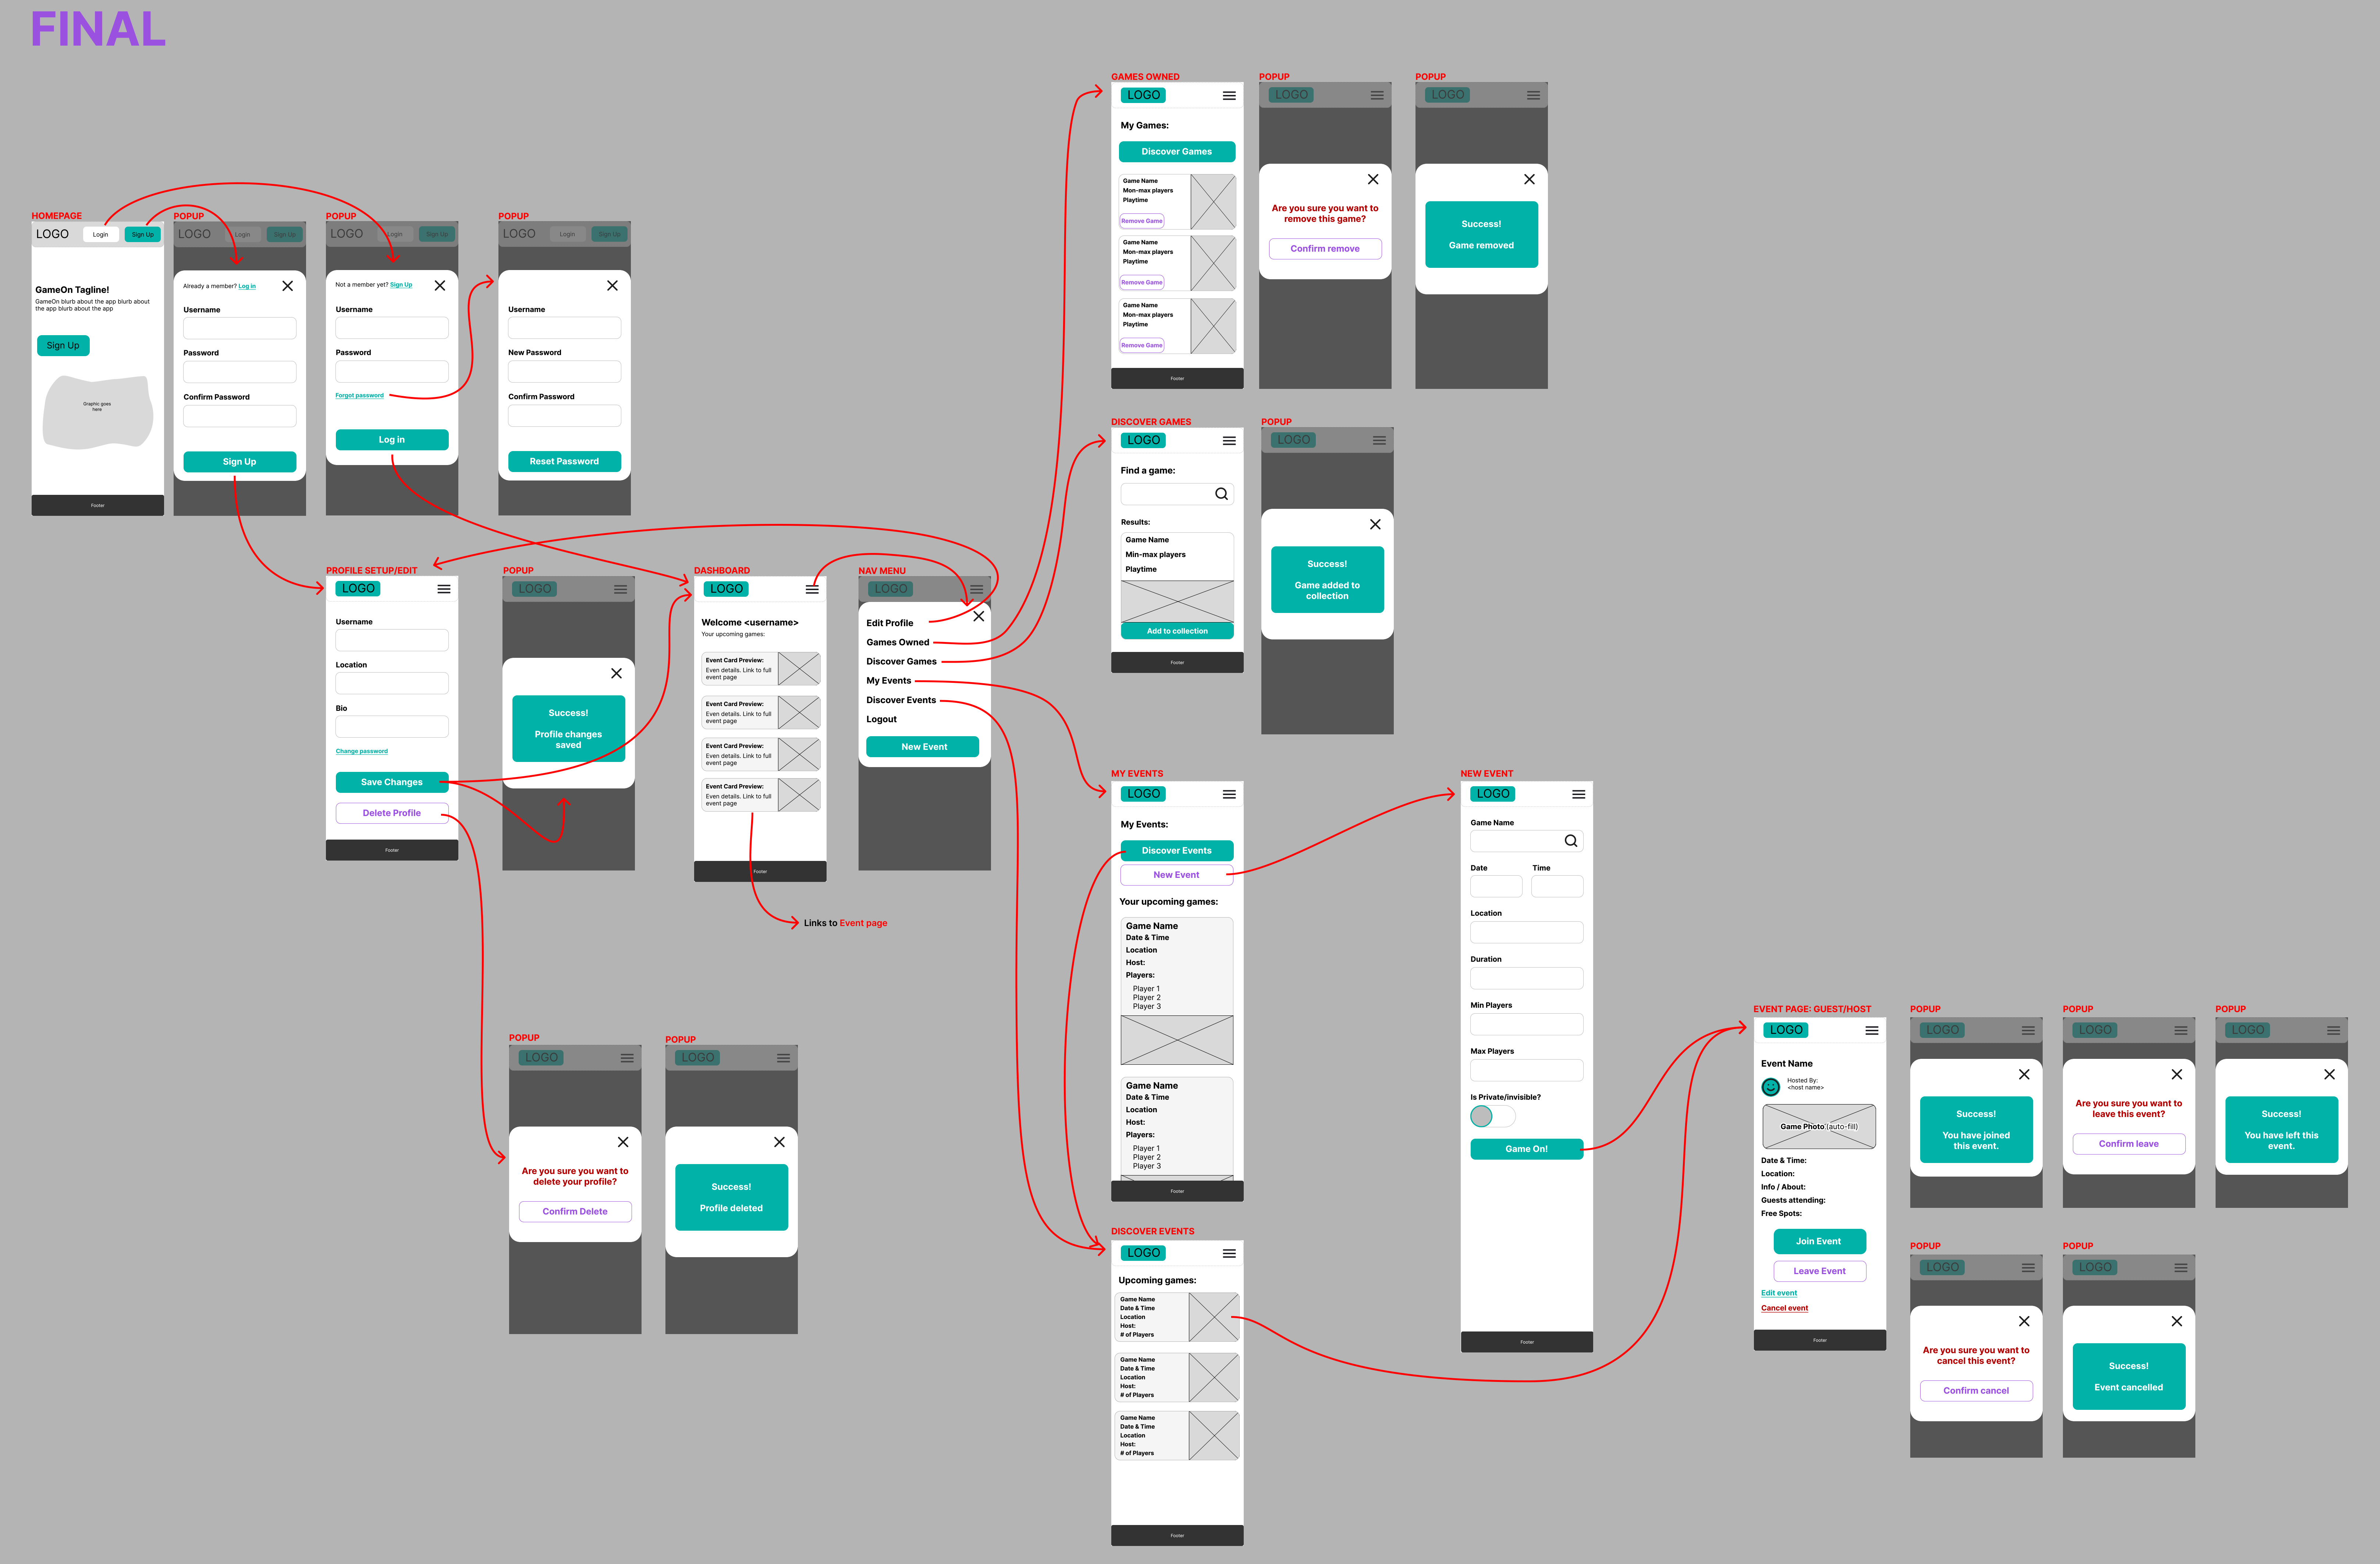 FINAL
HOMEPAGE
LOGO
Login
Sign Up
GameOn Tagline!
GameOn blurb about the app blurb about
the app blurb about the app
Sign Up
Graphic goes
here
Footer
POPUP
LOGO
Login
Sign Up
Already a member? Log in
Username
Password
Confirm Password
Sign Up
POPUP
LOGO
Login
Sign Up
Not a member yet? Sign Up
Username
Password
Forgot password
Log in
POPUP
LOGO
Login
Sign Up
Username
New Password
Confirm Password
Reset Password
PROFILE SETUP/EDIT
LOGO
Username
Location
Bio
Change password
Save Changes
Delete Profile
Footer
POPUP
LOGO
Success!
Profile changes
saved
DASHBOARD
LOGO
Welcome <username>
Your upcoming games:
Event Card Preview:
Even details. Link to full
event page
Event Card Preview:
Even details. Link to full
event page
Event Card Preview:
Even details. Link to full
event page
Event Card Preview:
Even details. Link to full
event page
Footer
Links to Event page
NAV MENU
LOGO
Edit Profile
Games Owned
Discover Games
My Events
Discover Events
Logout
New Event
POPUP
LOGO
Are you sure you want to
delete your profile?
Confirm Delete
POPUP
LOGO
Success!
Profile deleted
GAMES OWNED
LOGO
My Games:
Discover Games
Game Name
Mon-max players
Playtime
Remove Game
Game Name
Mon-max players
Playtime
Remove Game
Game Name
Mon-max players
Playtime
Remove Game
Footer
POPUP
LOGO
Are you sure you want to
remove this game?
Confirm remove
POPUP
LOGO
Success!
Game removed
DISCOVER GAMES
LOGO
Find a game:
Results:
Game Name
Min-max players
Playtime
Add to collection
Footer
POPUP
LOGO
Success!
Game added to
collection
MY EVENTS
LOGO
My Events:
Discover Events
New Event
Your upcoming games:
Game Name
Date & Time
Location
Host:
Players:
Player 1
Player 2
Player 3
Game Name
Date & Time
Location
Host:
Players:
Player 1
Player 2
Player 3
Footer
DISCOVER EVENTS
LOGO
Upcoming games:
Game Name
Date & Time
Location
Host:
# of Players
Game Name
Date & Time
Location
Host:
# of Players
Game Name
Date & Time
Location
Host:
# of Players
Footer
NEW EVENT
LOGO
Game Name
Date
Time
Location
Duration
Min Players
Max Players
Is Private/invisible?
Game On!
Footer
EVENT PAGE: GUEST/HOST
LOGO
Event Name
Hosted By:
<host name>
Game Photo (auto-fill)
Date & Time:
Location:
Info / About:
Guests attending:
Free Spots:
Join Event
Leave Event
Edit event
Cancel event
Footer
POPUP
LOGO
Success!
You have joined
this event.
POPUP
LOGO
Are you sure you want to
leave this event?
Confirm leave
POPUP
LOGO
Success!
You have left this
event.
POPUP
LOGO
Are you sure you want to
cancel this event?
Confirm cancel
POPUP
LOGO
Success!
Event cancelled